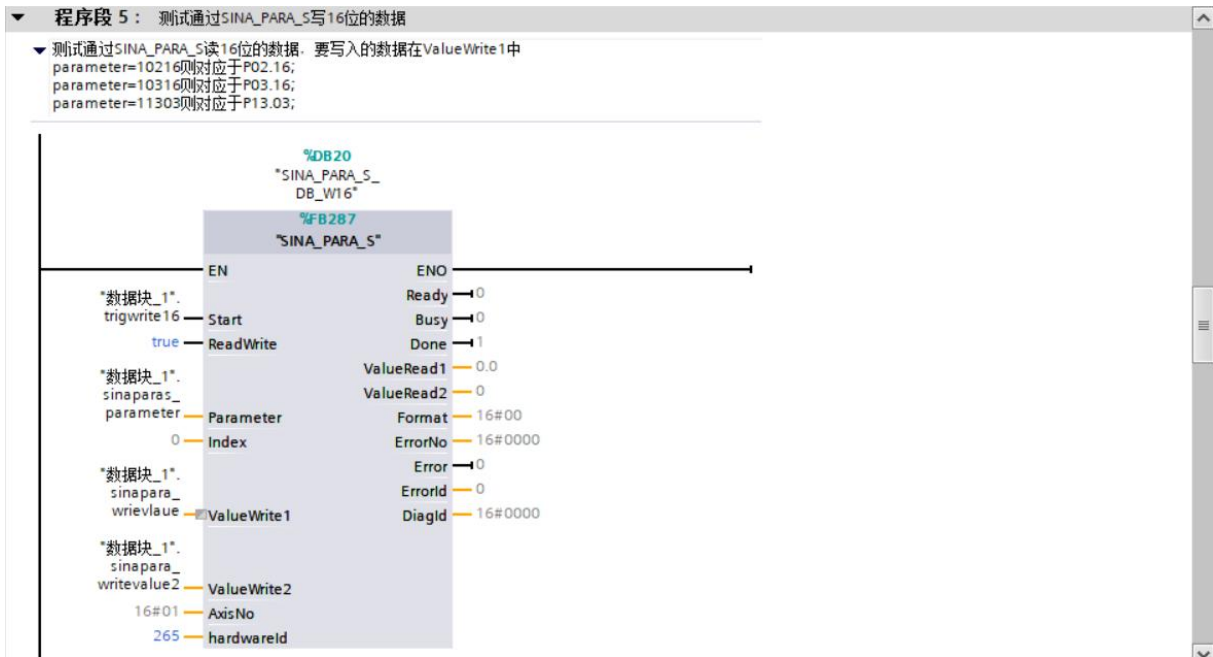 程序段 5： 测试通过SINA_PARA_S写16位的数据
测试通过SINA_PARA_S读16位的数据. 要写入的数据在ValueWrite1中
parameter=10216则对应于P02.16;
parameter=10316则对应于P03.16;
parameter=11303则对应于P13.03;
%DB20
"SINA_PARA_S_
DB_W16"
%FB287
"SINA_PARA_S"
EN ENO
"数据块_1".
trigwrite16 Start
true ReadWrite
"数据块_1".
sinaparas_
parameter Parameter
0 Index
"数据块_1".
sinapara_
wrievlaue ValueWrite1
"数据块_1".
sinapara_
writevalue2 ValueWrite2
16#01 AxisNo
265 hardwareId
Ready 0
Busy 0
Done 1
ValueRead1 0.0
ValueRead2 0
Format 16#00
ErrorNo 16#0000
Error 0
ErrorId 0
DiagId 16#0000